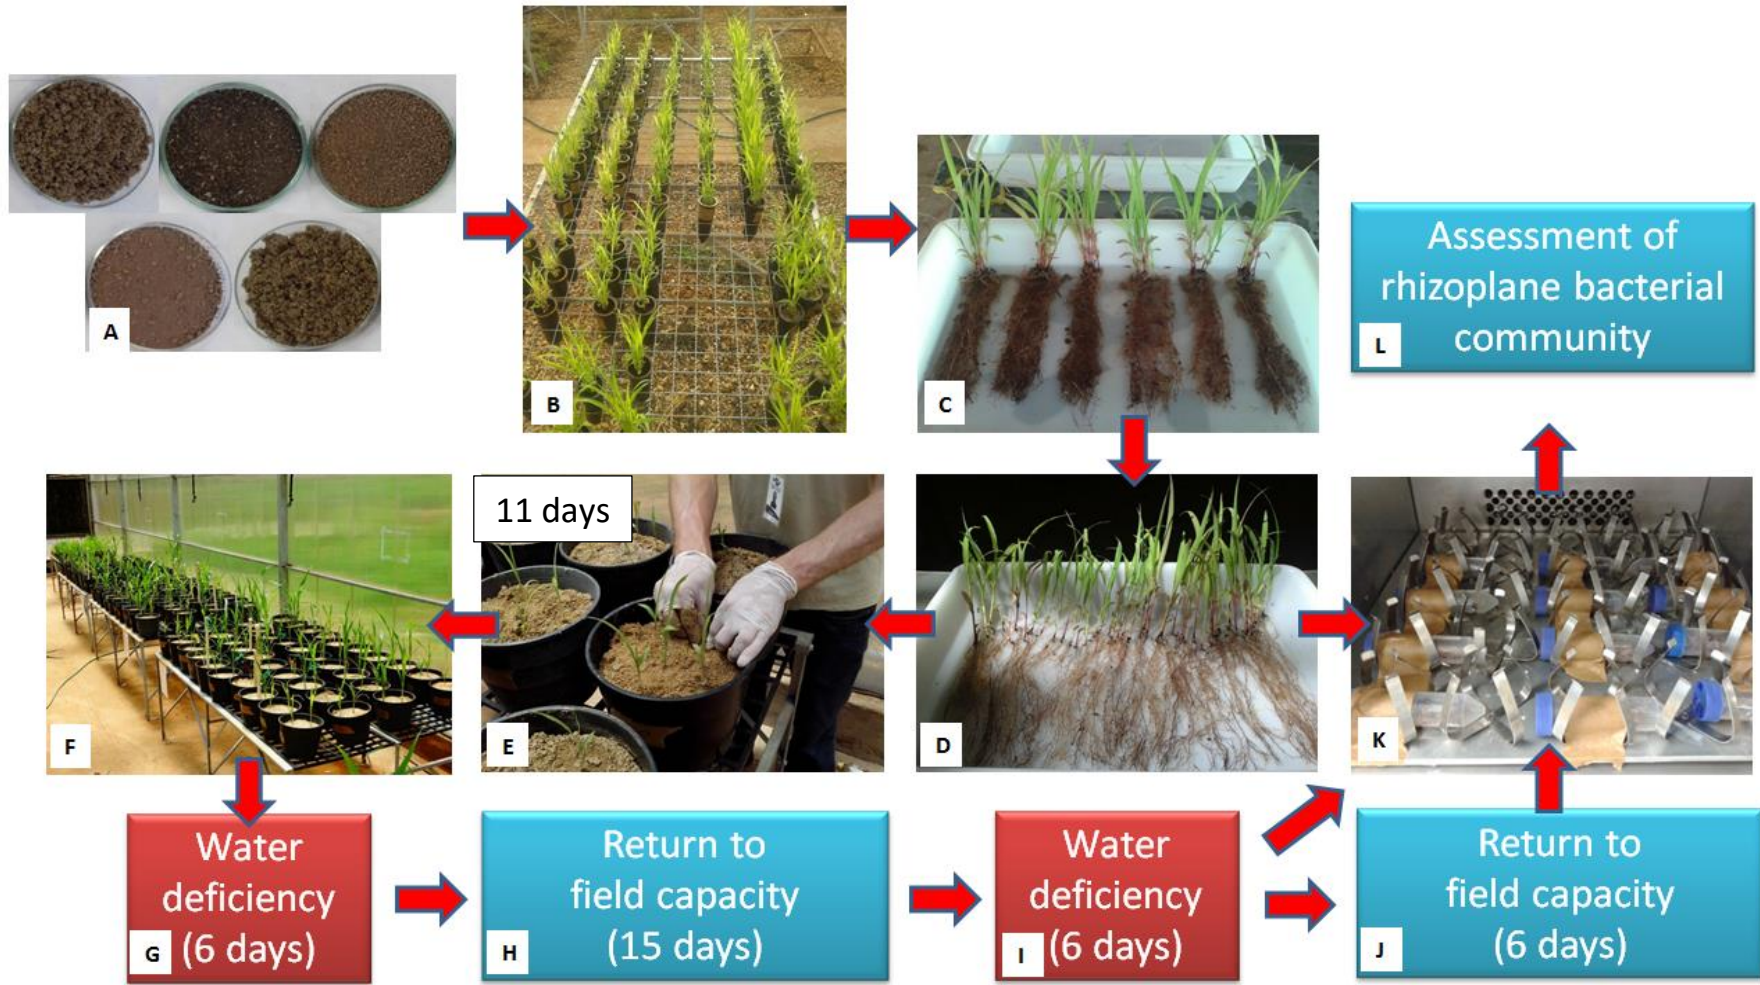 A
B
C
Assessment of
rhizoplane bacterial
community
L
F
11 days
E
D
K
Water
deficiency
(6 days)
G
Return to
field capacity
(15 days)
H
Water
deficiency
(6 days)
I
Return to
field capacity
(6 days)
J